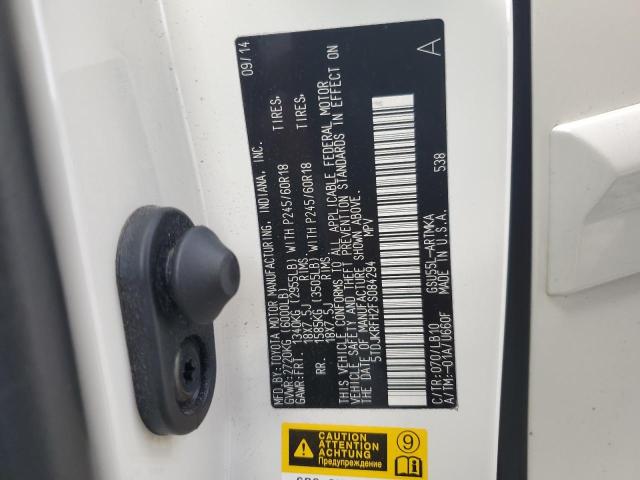 MFD.BY:TOYOTA MOTOR MANUFACTURING, INDIANA, INC. 09/14
GVWR:2720KG(6000LB)
GAWR:FRT. 1340KG (2955LB) WITH P245/60R18 TIRES,
18X7.5J RIMS,
RR. 1585KG (3505LB) WITH P245/60R18 TIRES,
18X7.5J RIMS,
THIS VEHICLE CONFORMS TO ALL APPLICABLE FEDERAL MOTOR
VEHICLE SAFETY AND THEFT PREVENTION STANDARDS IN EFFECT ON
THE DATE OF MANUFACTURE SHOWN ABOVE.
5TDJKRFH2FS084294 MPV
C/TR:070/LB10 GSU55L-ARTMKA
A/TM:-01A/U660F MADE IN U.S.A. 538
A
CAUTION
ATTENTION
ACHTUNG
Предупреждение
9